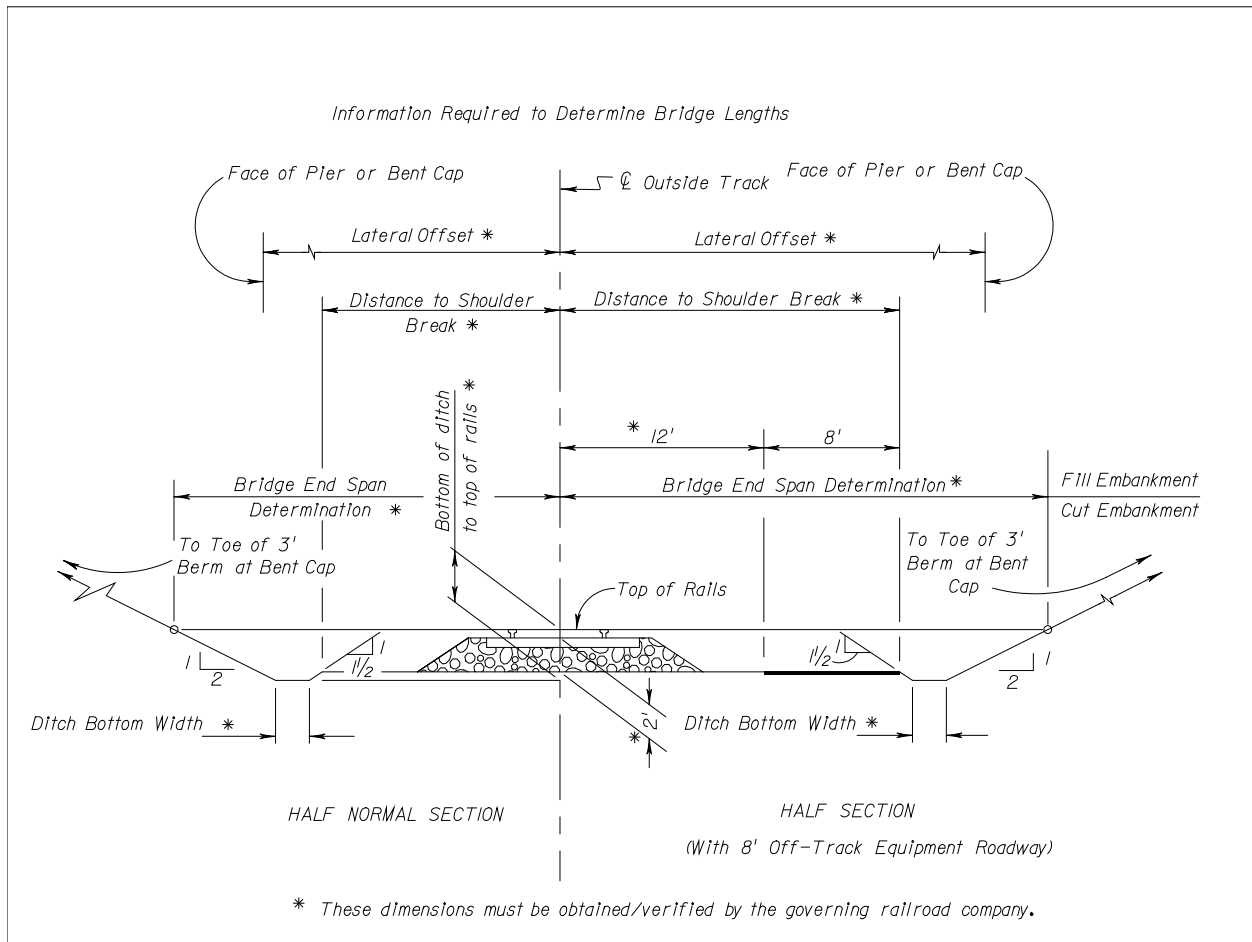 Information Required to Determine Bridge Lengths
Face of Pier or Bent Cap
℄ Outside Track
Face of Pier or Bent Cap
Lateral Offset *
Lateral Offset *
Distance to Shoulder
Break *
Distance to Shoulder Break *
Bottom of ditch
to top of rails *
* 12'
8'
Bridge End Span
Determination *
Bridge End Span Determination *
Fill Embankment
Cut Embankment
To Toe of 3'
Berm at Bent Cap
To Toe of 3'
Berm at Bent
Cap
Top of Rails
1
2
1
1½
1
1½
1
2
Ditch Bottom Width *
* 2'
Ditch Bottom Width *
HALF NORMAL SECTION
HALF SECTION
(With 8' Off-Track Equipment Roadway)
* These dimensions must be obtained/verified by the governing railroad company.